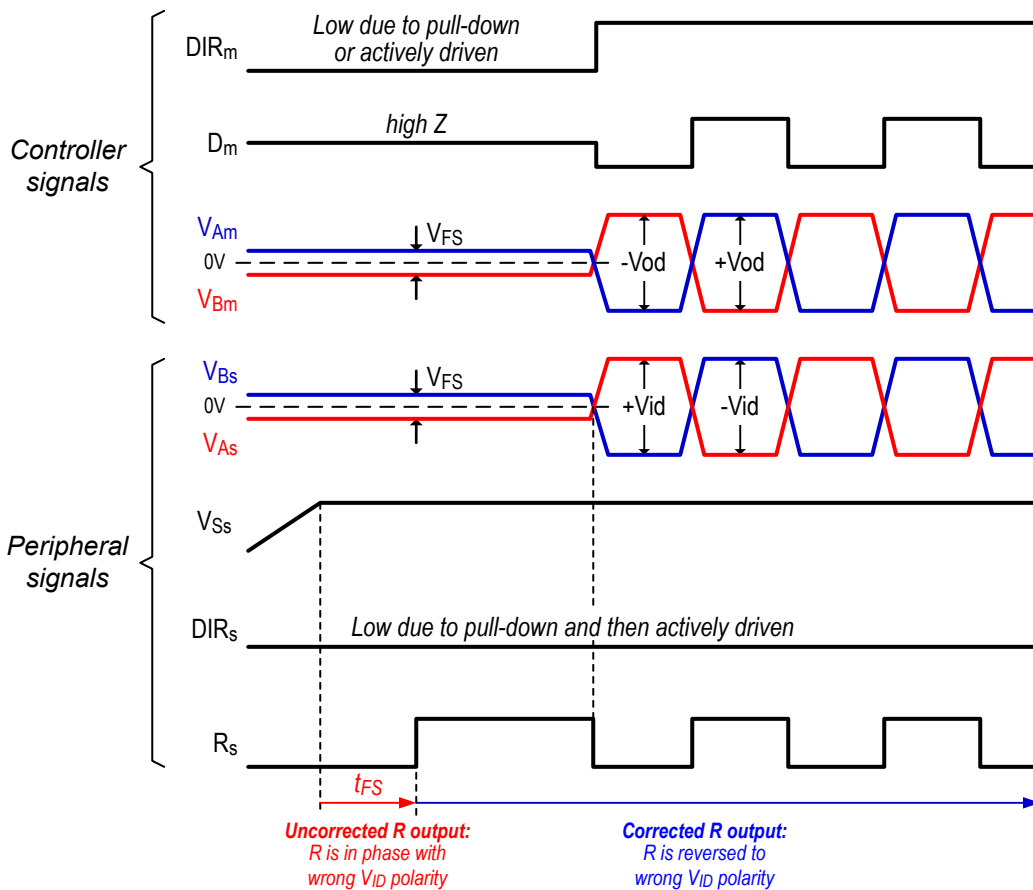 Low due to pull-down
or actively driven
DIRm
high Z
Dm
Controller
signals
VAm
VFS
0V
-Vod
+Vod
VBm
VBs
VFS
0V
+Vid
-Vid
VAs
VSs
Peripheral
signals
DIRs
Low due to pull-down and then actively driven
Rs
tFS
Uncorrected R output:
R is in phase with
wrong VID polarity
Corrected R output:
R is reversed to
wrong VID polarity